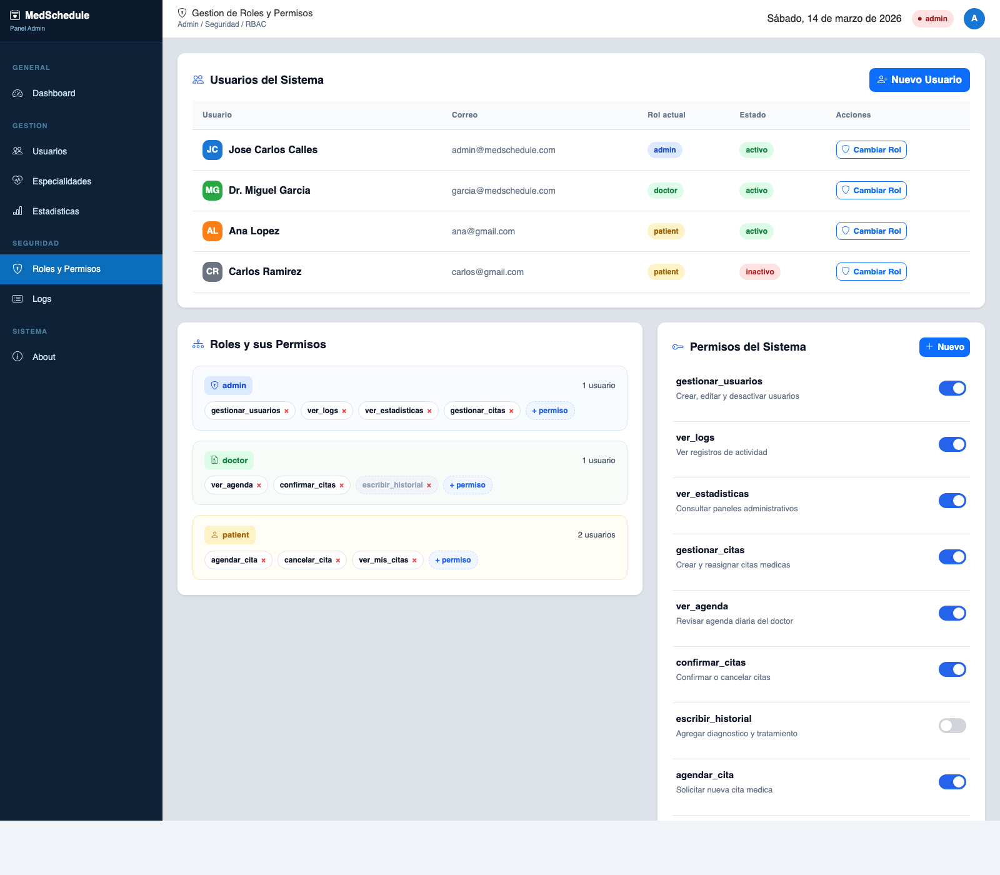 MedSchedule
Panel Admin
GENERAL
Dashboard
GESTION
Usuarios
Especialidades
Estadisticas
SEGURIDAD
Roles y Permisos
Logs
SISTEMA
About
Gestion de Roles y Permisos
Admin / Seguridad / RBAC
Sábado, 14 de marzo de 2026
admin
A
Usuarios del Sistema
Nuevo Usuario
Usuario Correo Rol actual Estado Acciones
JC Jose Carlos Calles admin@medschedule.com admin activo Cambiar Rol
MG Dr. Miguel Garcia garcia@medschedule.com doctor activo Cambiar Rol
AL Ana Lopez ana@gmail.com patient activo Cambiar Rol
CR Carlos Ramirez carlos@gmail.com patient inactivo Cambiar Rol
Roles y sus Permisos
admin 1 usuario
gestionar_usuarios × ver_logs × ver_estadisticas × gestionar_citas × + permiso
doctor 1 usuario
ver_agenda × confirmar_citas × escribir_historial × + permiso
patient 2 usuarios
agendar_cita × cancelar_cita × ver_mis_citas × + permiso
Permisos del Sistema
+ Nuevo
gestionar_usuarios
Crear, editar y desactivar usuarios
ver_logs
Ver registros de actividad
ver_estadisticas
Consultar paneles administrativos
gestionar_citas
Crear y reasignar citas medicas
ver_agenda
Revisar agenda diaria del doctor
confirmar_citas
Confirmar o cancelar citas
escribir_historial
Agregar diagnostico y tratamiento
agendar_cita
Solicitar nueva cita medica